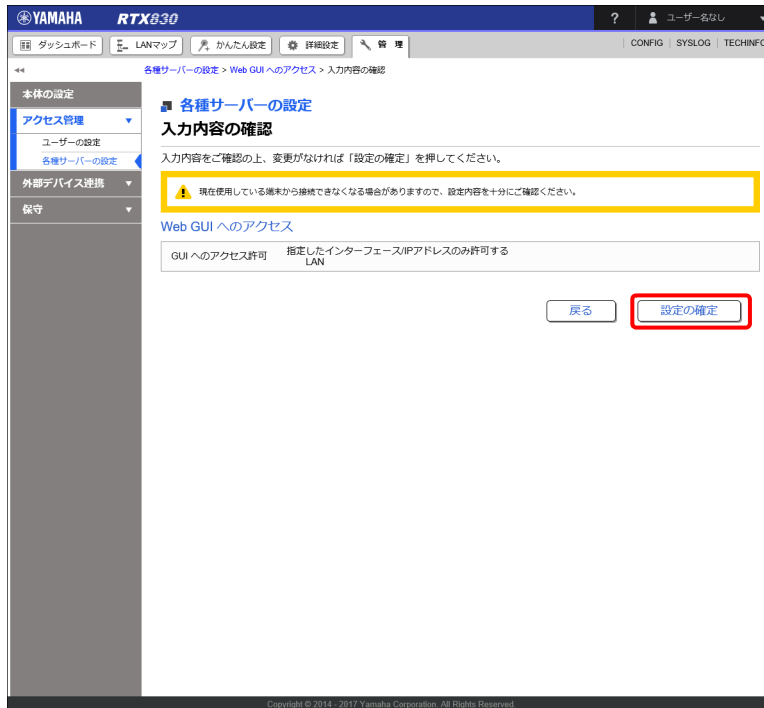 YAMAHA RTX830 ? ユーザー名なし
ダッシュボード LANマップ かんたん設定 詳細設定 管 理 CONFIG SYSLOG TECHINFO
各種サーバーの設定 > Web GUI へのアクセス > 入力内容の確認
本体の設定
アクセス管理
ユーザーの設定
各種サーバーの設定
外部デバイス連携
保守
各種サーバーの設定
入力内容の確認
入力内容をご確認の上、変更がなければ「設定の確定」を押してください。
現在使用している端末から接続できなくなる場合がありますので、設定内容を十分にご確認ください。
Web GUI へのアクセス
GUI へのアクセス許可 指定したインターフェース/IPアドレスのみ許可する
LAN
戻る 設定の確定
Copyright © 2014 - 2017 Yamaha Corporation. All Rights Reserved.